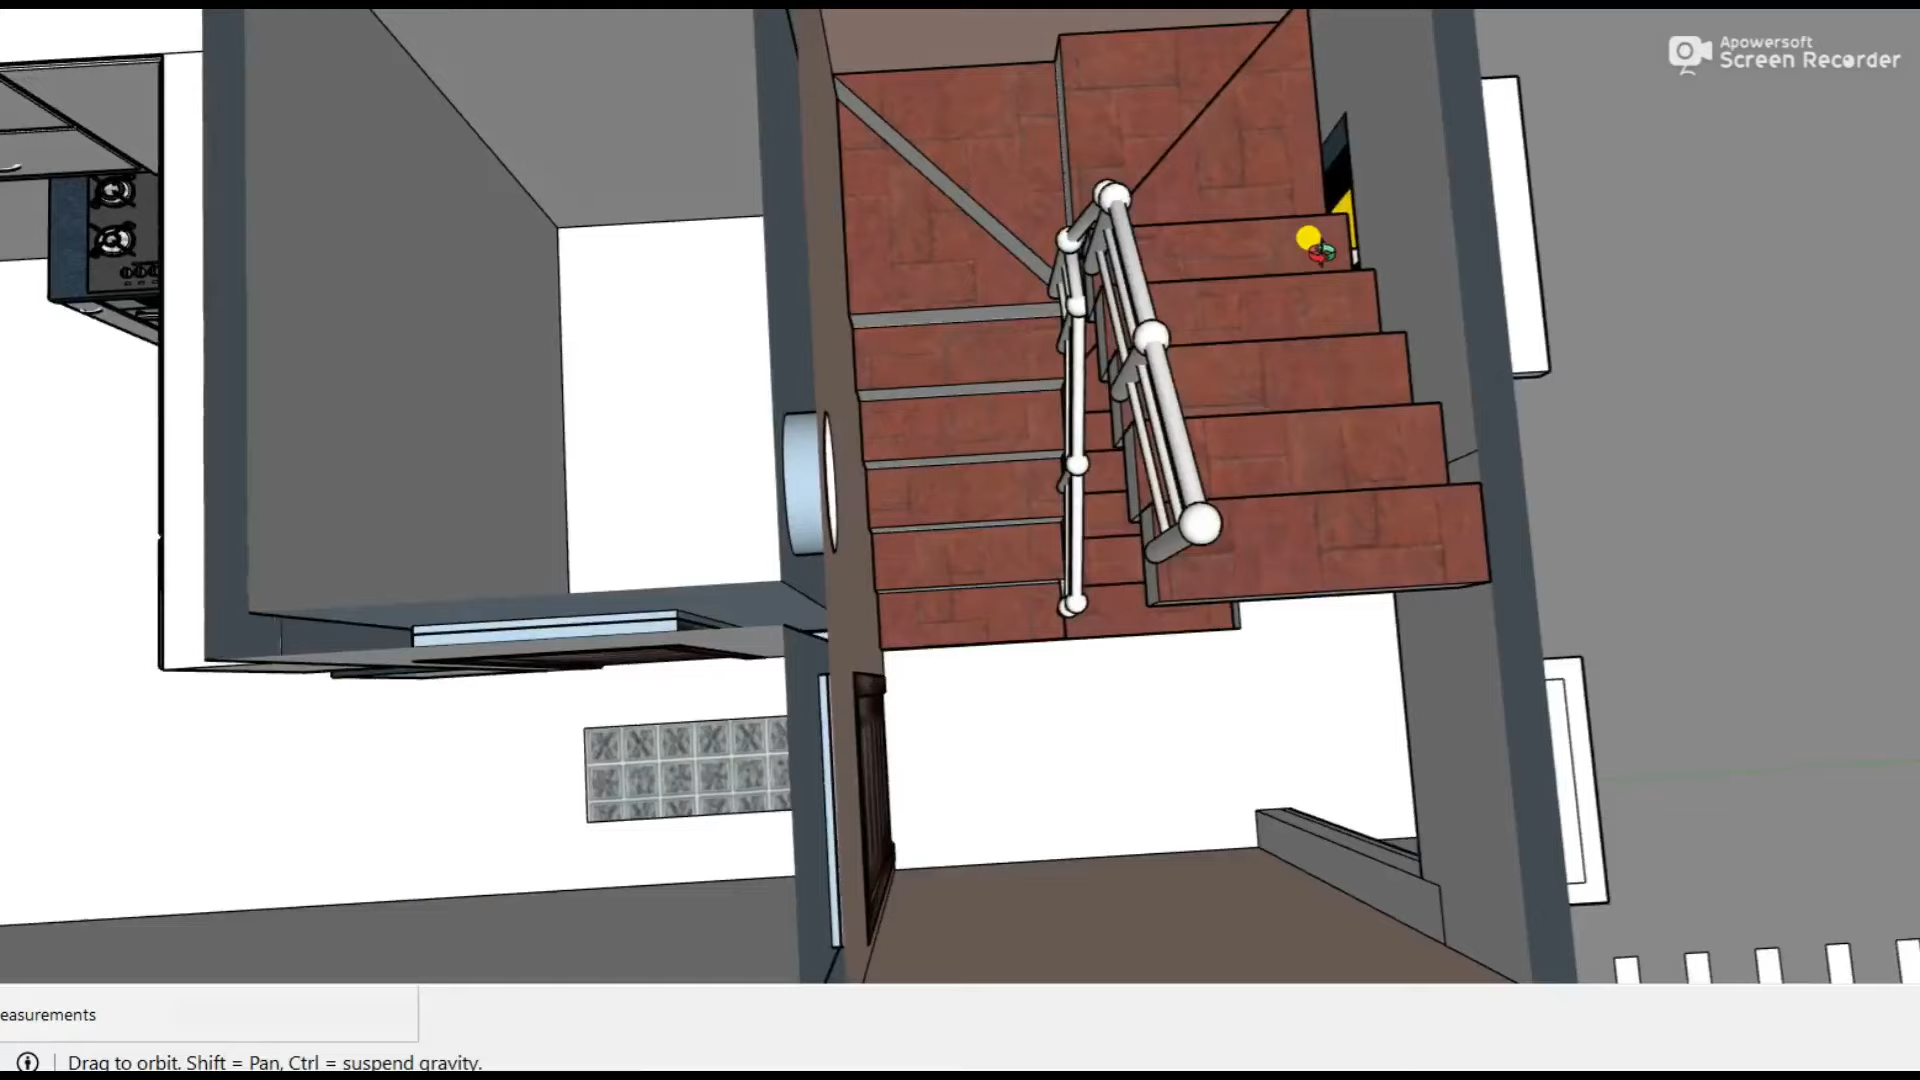 Apowersoft
Screen Recorder
easurements
Drag to orbit. Shift = Pan, Ctrl = suspend gravity.